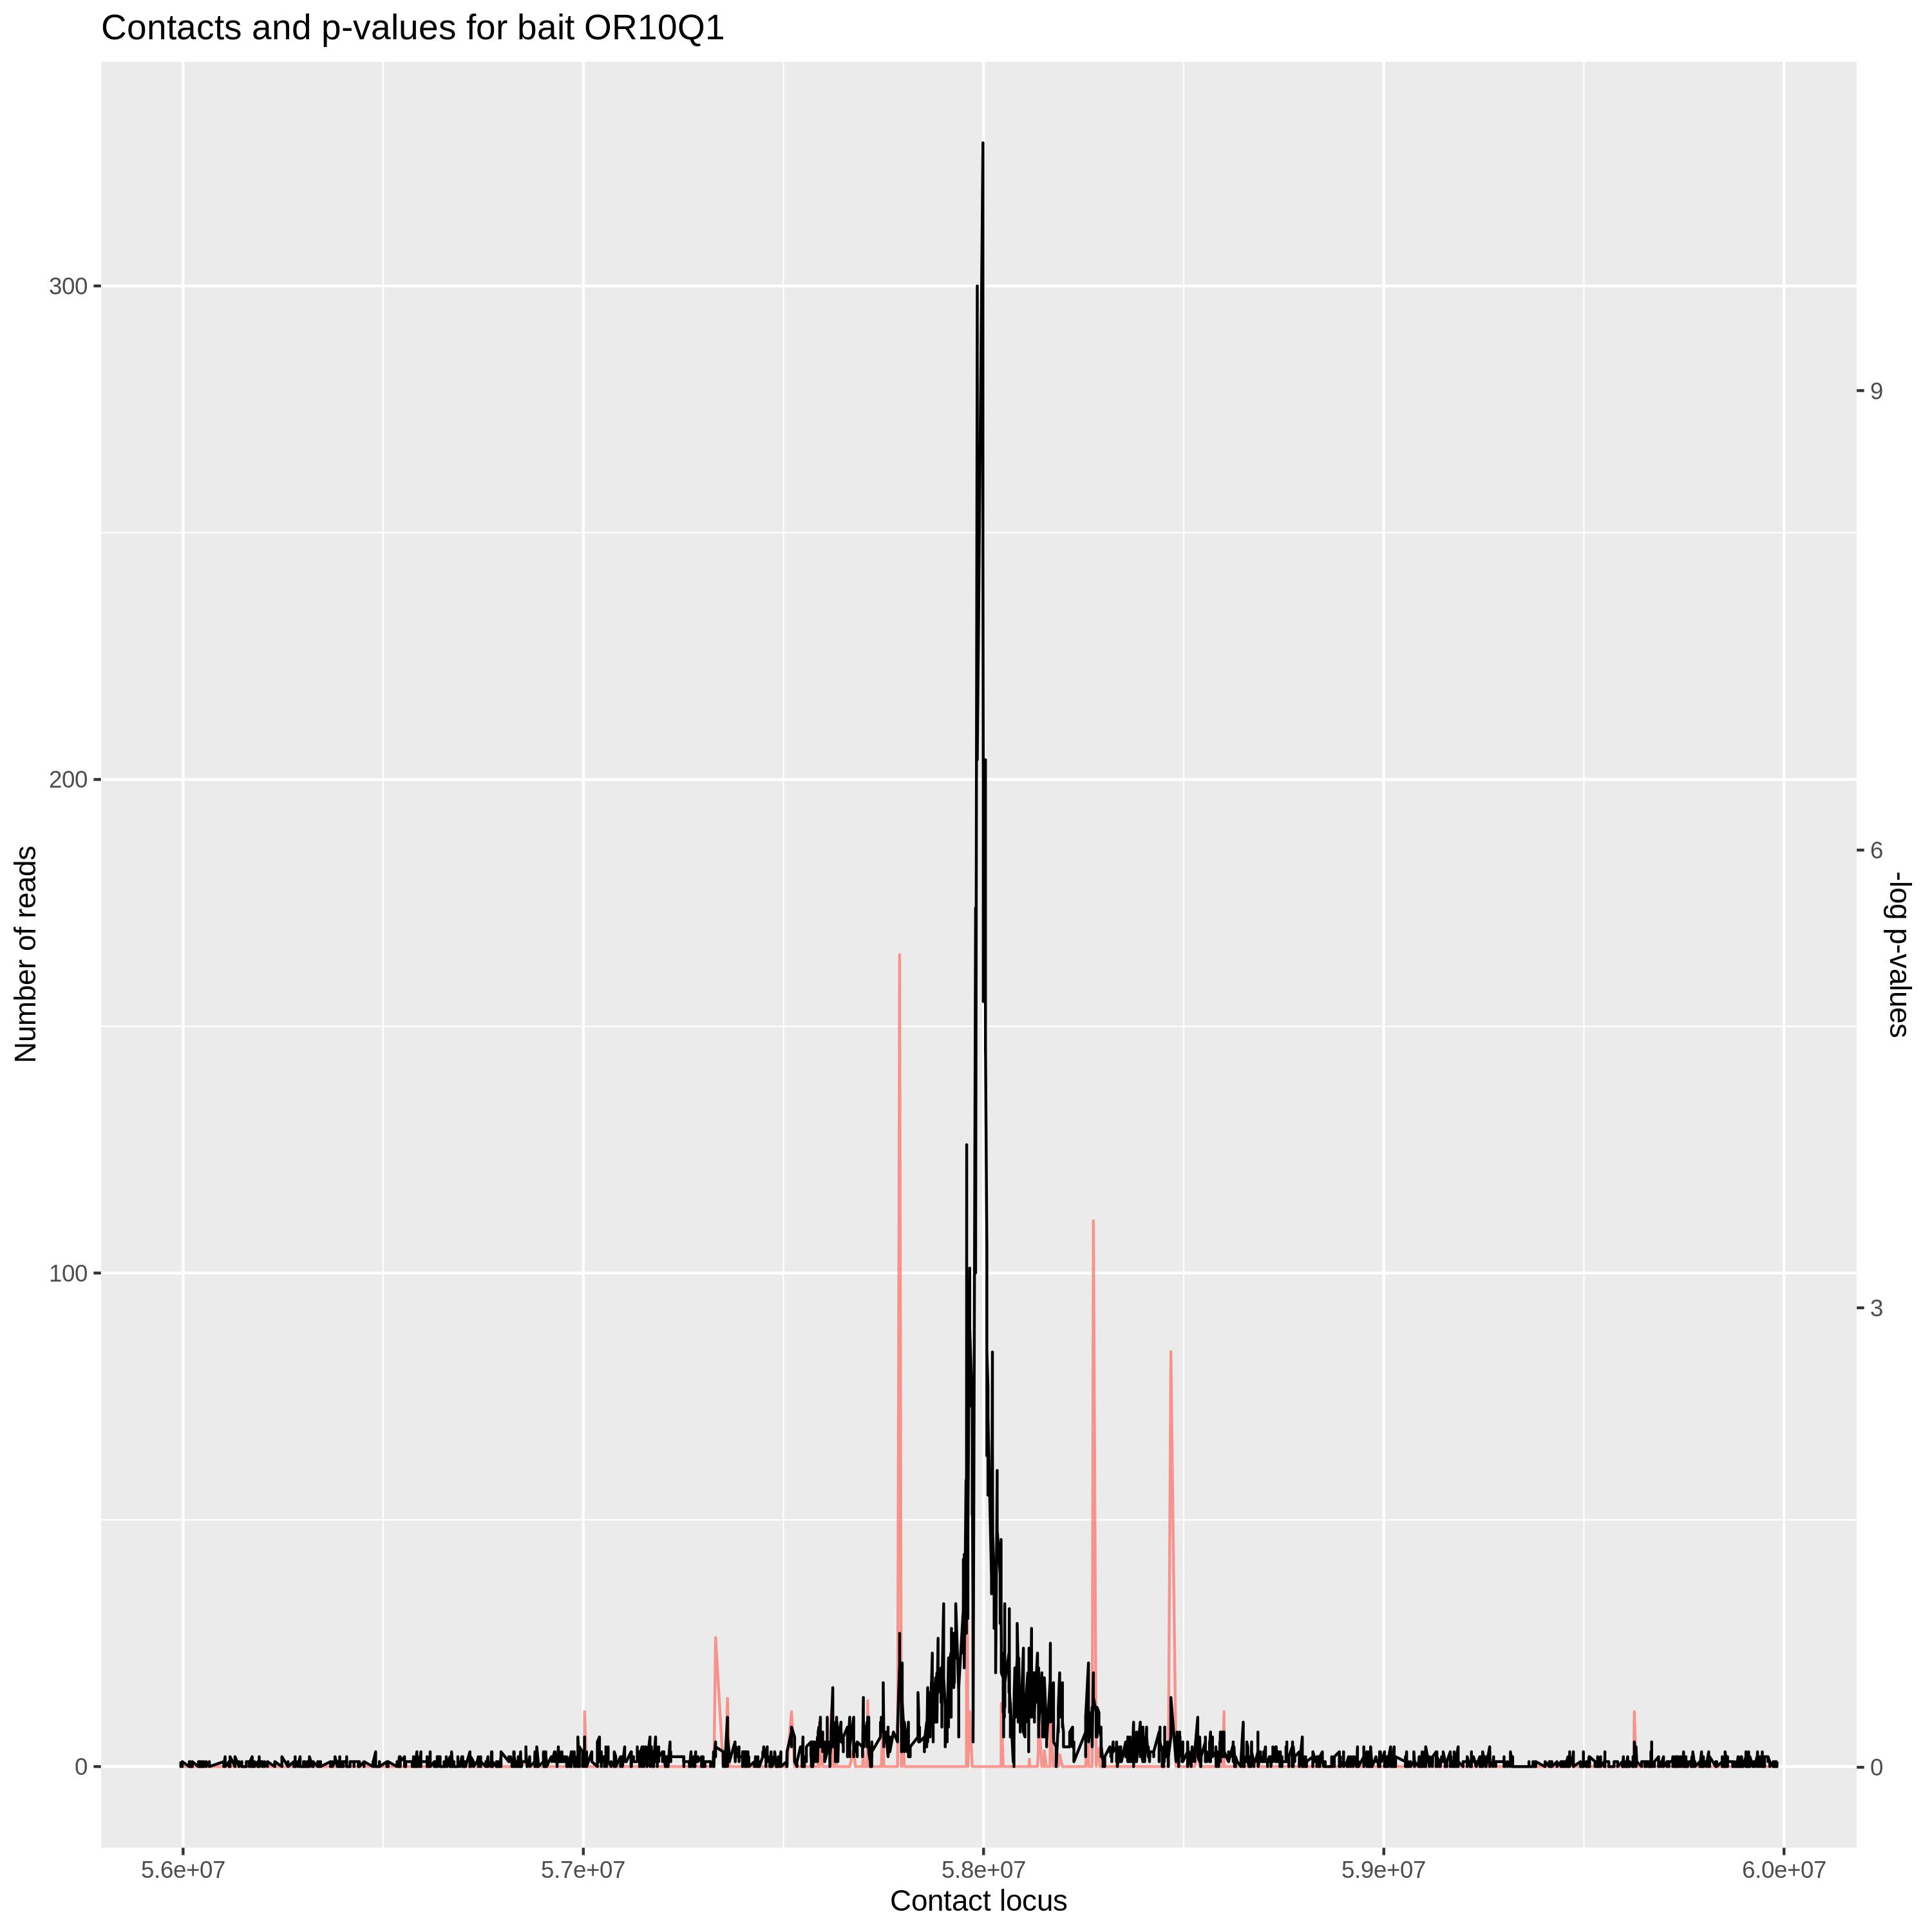 Contacts and p-values for bait OR10Q1
300
200
100
0
Number of reads
9
6
3
0
-log p-values
5.6e+07
5.7e+07
5.8e+07
5.9e+07
6.0e+07
Contact locus